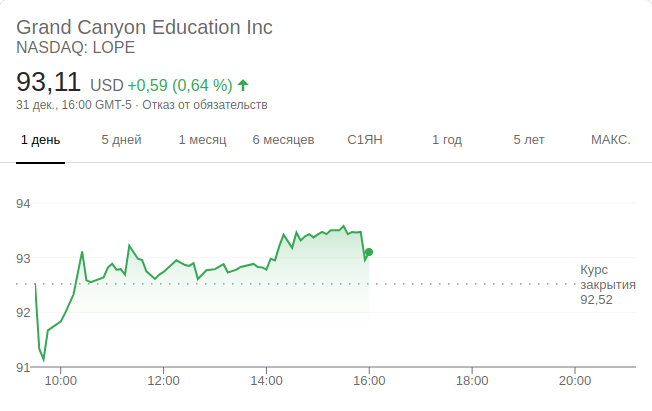 Grand Canyon Education Inc
NASDAQ: LOPE
93,11 USD +0,59 (0,64 %)
31 дек., 16:00 GMT-5 · Отказ от обязательств
1 день 5 дней 1 месяц 6 месяцев С1ЯН 1 год 5 лет МАКС.
94
93
Курс
закрытия
92,52
92
91
10:00 12:00 14:00 16:00 18:00 20:00